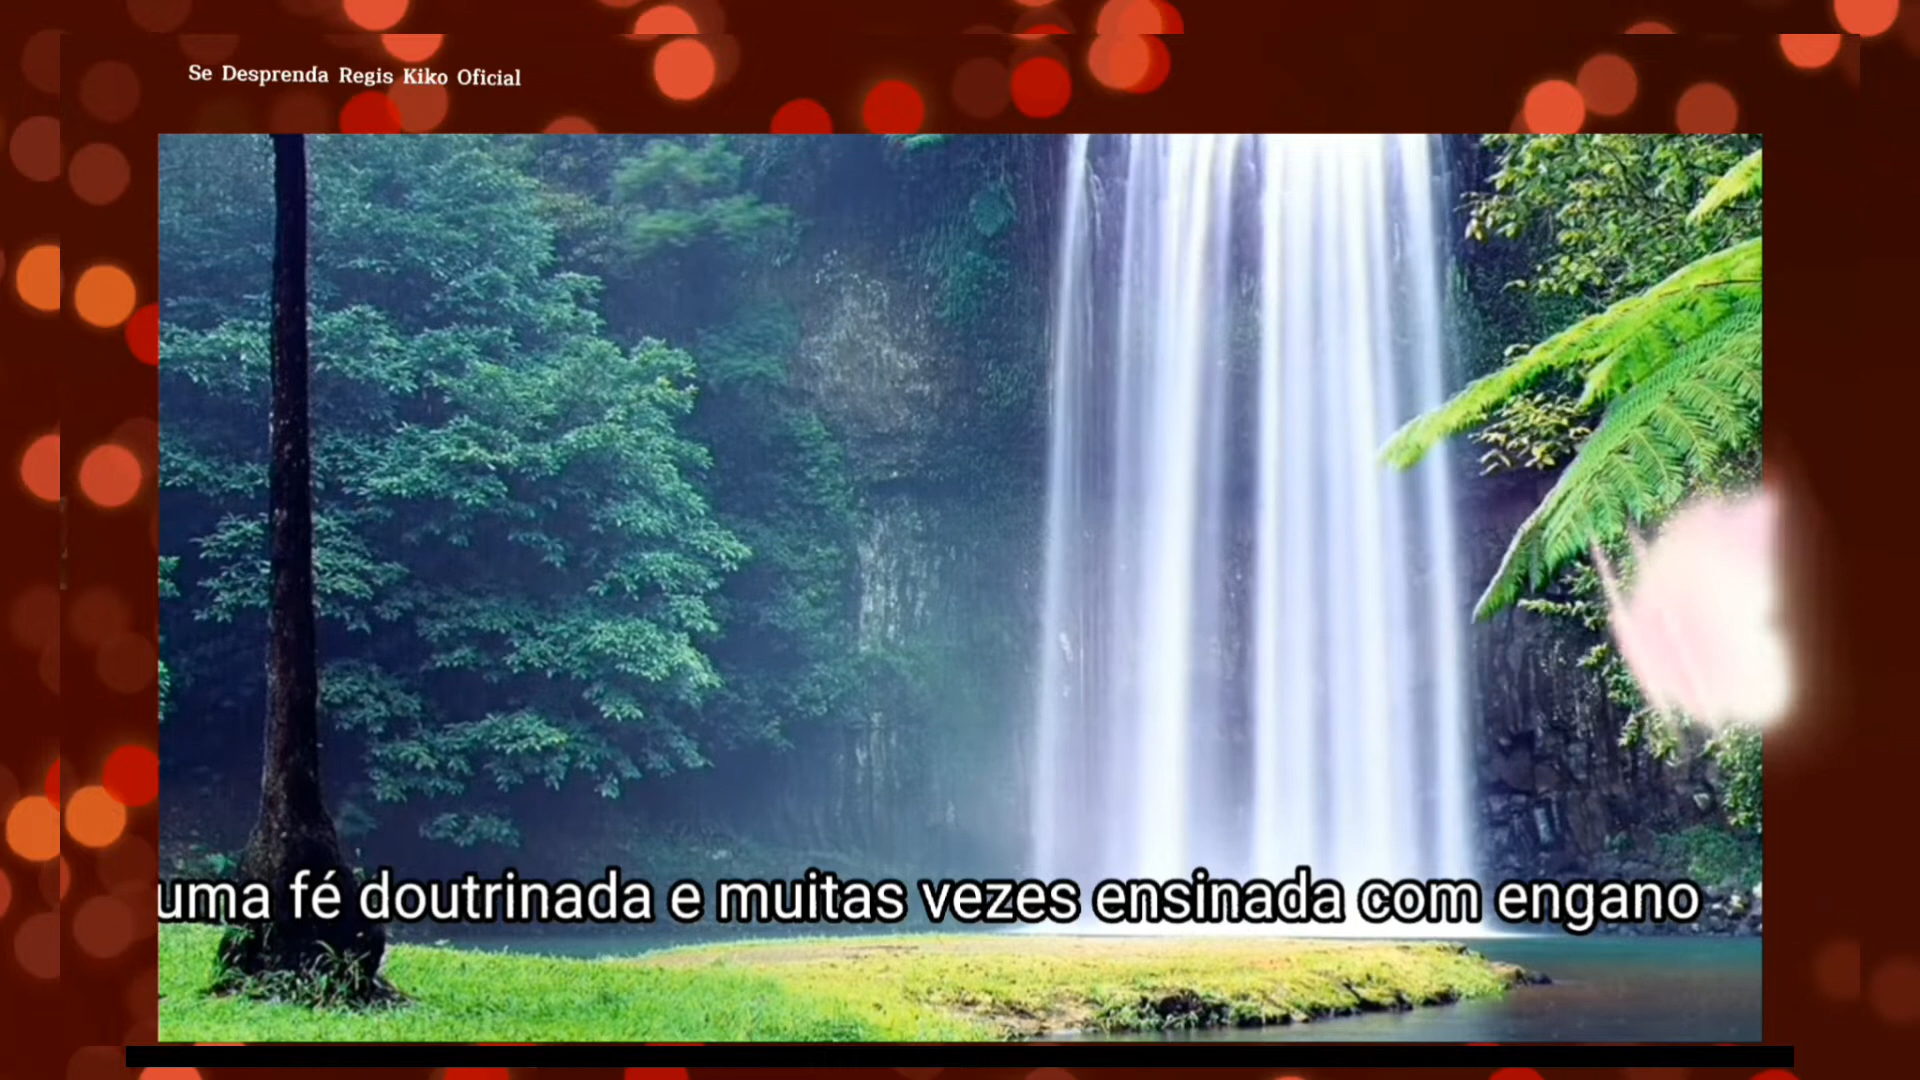 Se Desprenda Regis Kiko Oficial
uma fé doutrinada e muitas vezes ensinada com engano